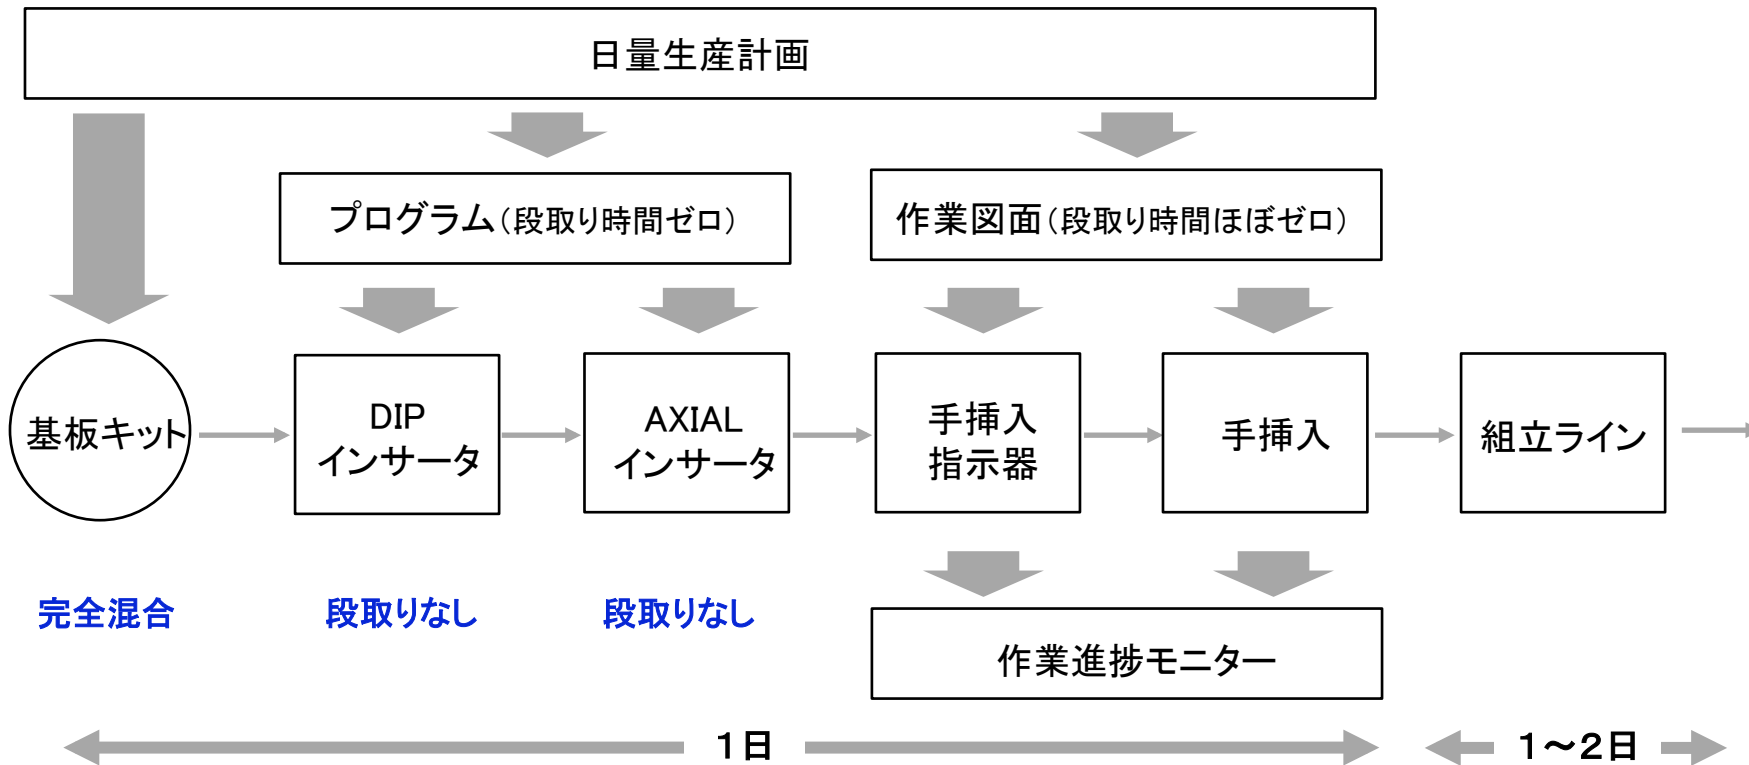 日量生産計画
プログラム(段取り時間ゼロ)
作業図面(段取り時間ほぼゼロ)
基板キット
DIP
インサータ
AXIAL
インサータ
手挿入
指示器
手挿入
組立ライン
完全混合
段取りなし
段取りなし
作業進捗モニター
1日
1~2日